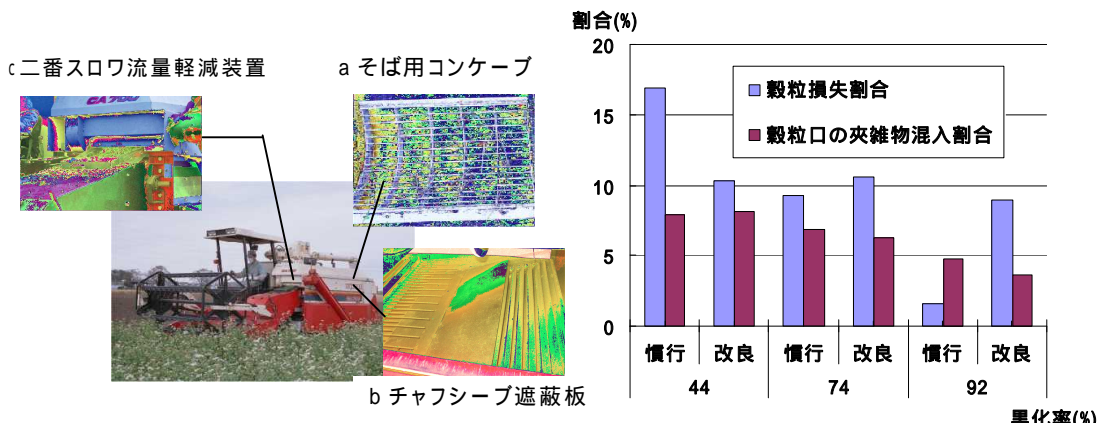 c 二番スロワ流量軽減装置
a そば用コンケーブ
CA700
b チャフシーブ遮蔽板
割合(%)
20
15
10
5
0
穀粒損失割合
穀粒口の夾雑物混入割合
慣行 改良 慣行 改良 慣行 改良
44 74 92
黒化率(%)